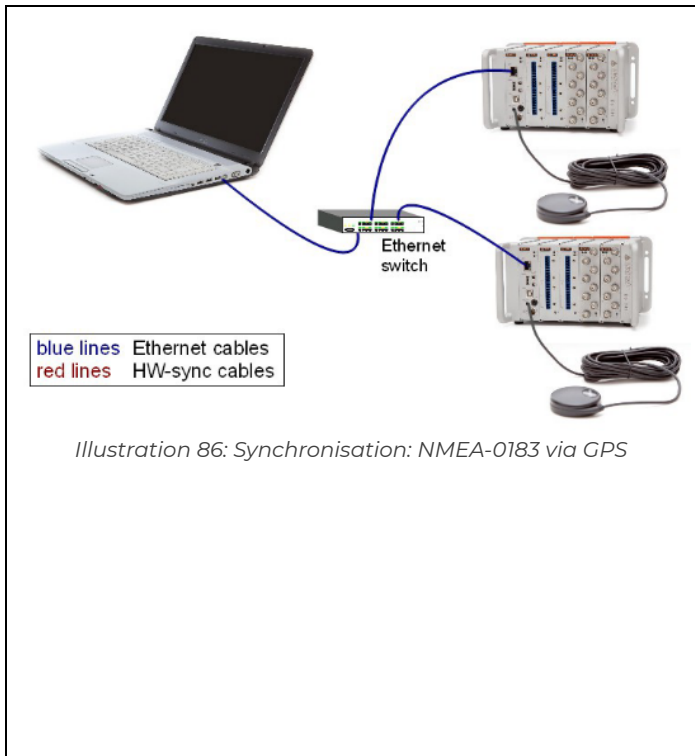 Ethernet
switch
blue lines Ethernet cables
red lines HW-sync cables
Illustration 86: Synchronisation: NMEA-0183 via GPS